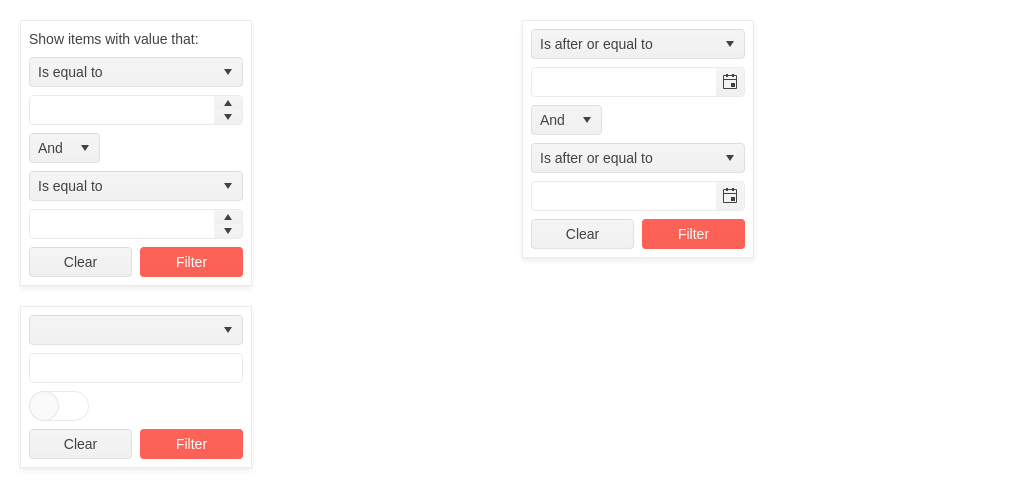 Show items with value that:
Is equal to
And
Is equal to
Clear Filter
Is after or equal to
And
Is after or equal to
Clear Filter
Clear Filter